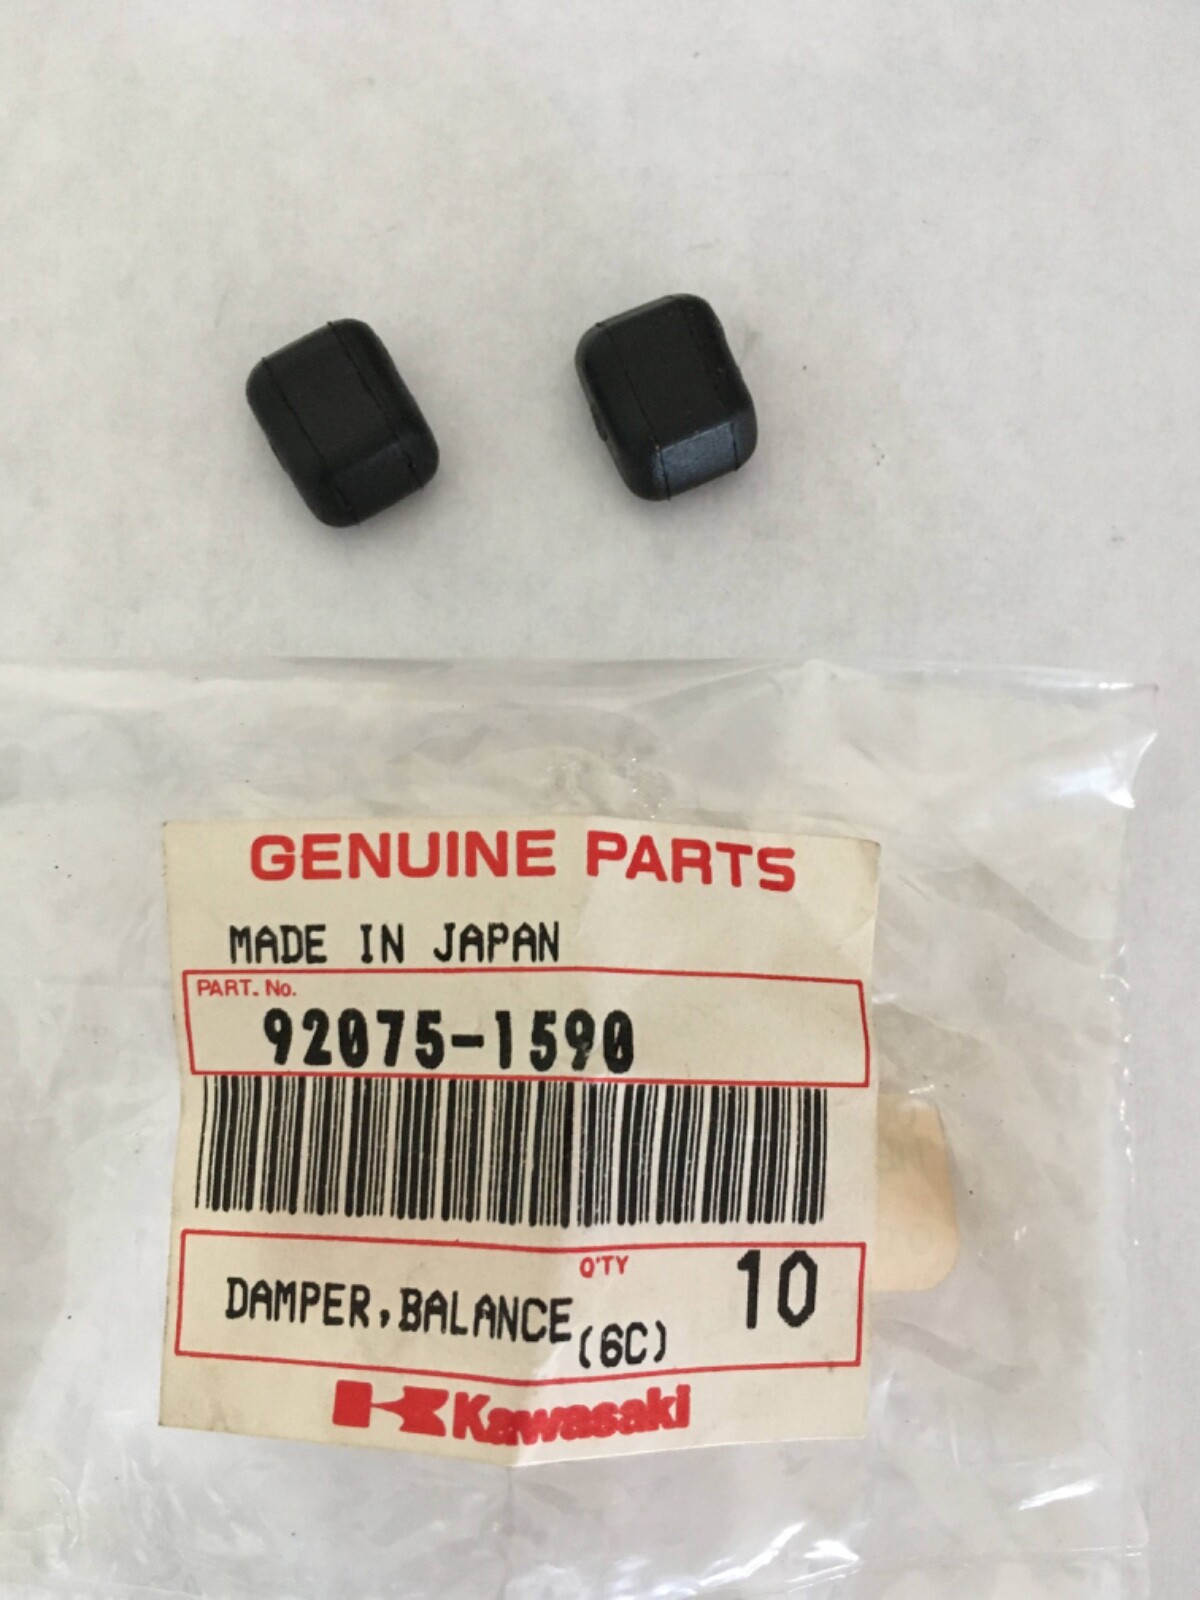 GENUINE PARTS
MADE IN JAPAN
PART. No.
92075-1590
Q'TY 10
DAMPER,BALANCE (6C)
Kawasaki